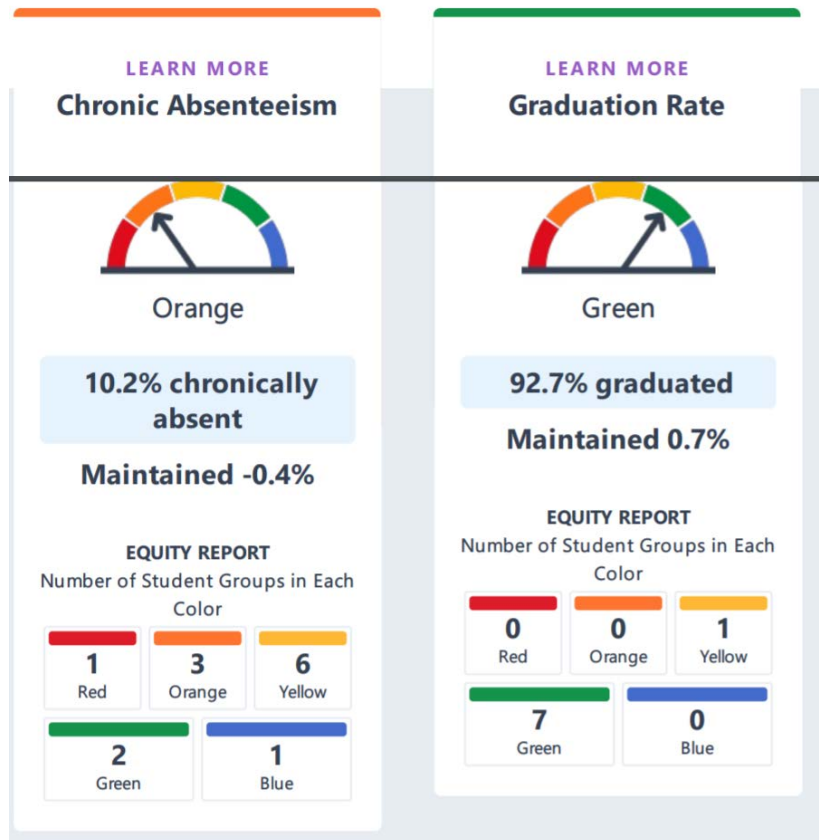 LEARN MORE
Chronic Absenteeism
Orange
10.2% chronically
absent
Maintained -0.4%
EQUITY REPORT
Number of Student Groups in Each
Color
1
Red
3
Orange
6
Yellow
2
Green
1
Blue
LEARN MORE
Graduation Rate
Green
92.7% graduated
Maintained 0.7%
EQUITY REPORT
Number of Student Groups in Each
Color
0
Red
0
Orange
1
Yellow
7
Green
0
Blue